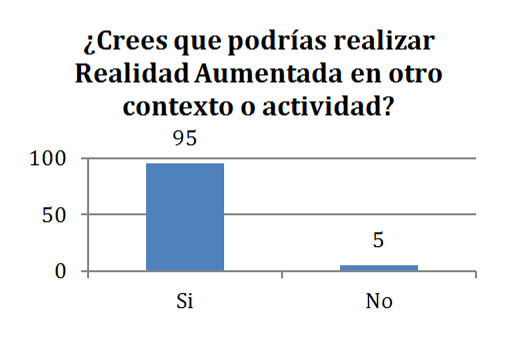 ¿Crees que podrías realizar
Realidad Aumentada en otro
contexto o actividad?
95
100
50
5
0
Si
No